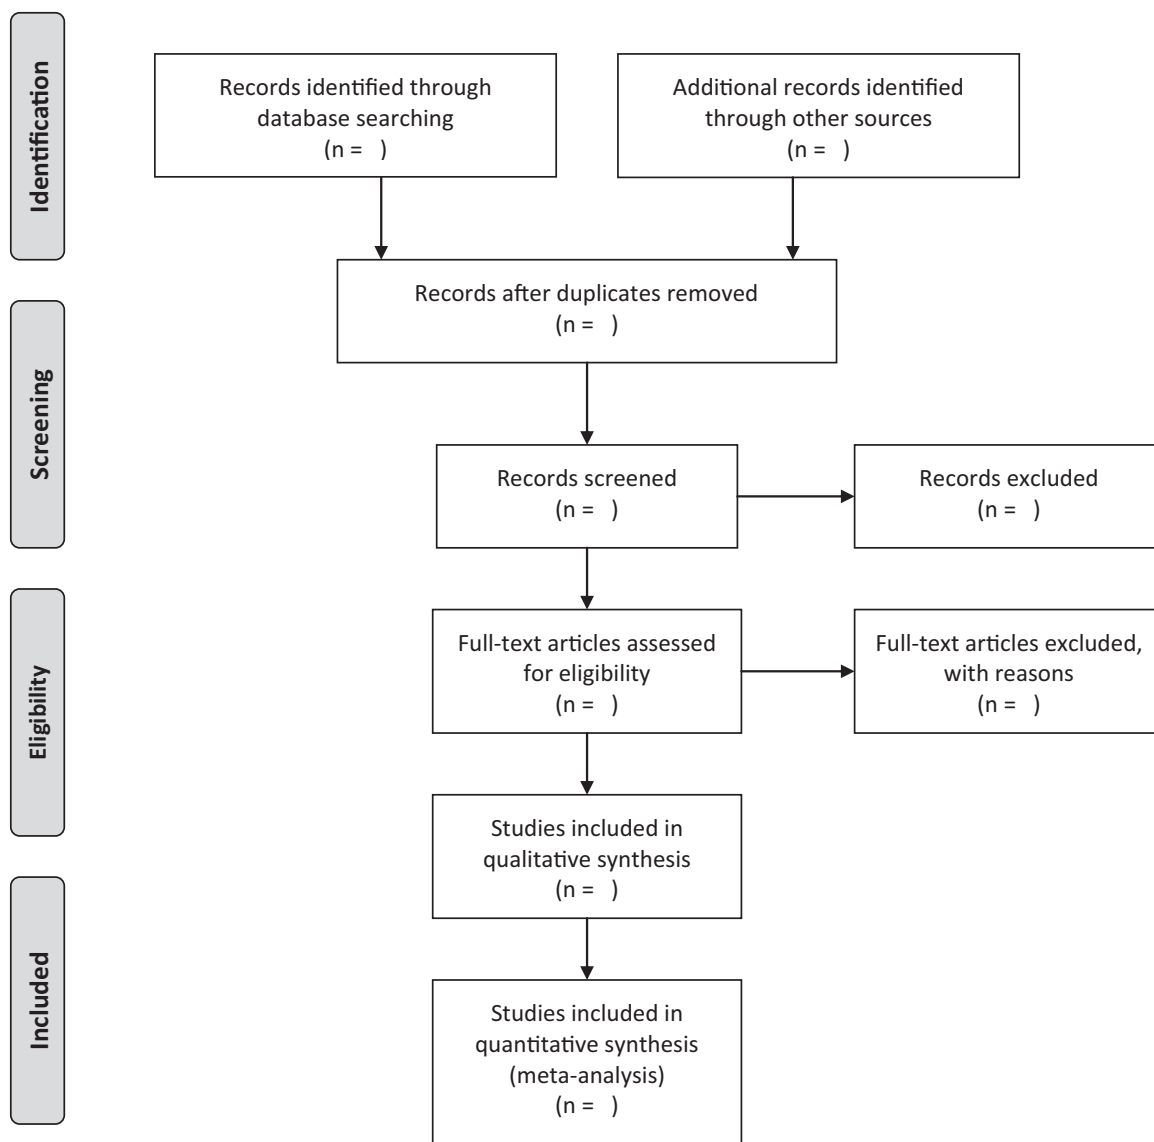 Identification
Records identified through
database searching
(n =   )
Additional records identified
through other sources
(n =   )
Records after duplicates removed
(n =   )
Screening
Records screened
(n =   )
Records excluded
(n =   )
Eligibility
Full-text articles assessed
for eligibility
(n =   )
Full-text articles excluded,
with reasons
(n =   )
Studies included in
qualitative synthesis
(n =   )
Included
Studies included in
quantitative synthesis
(meta-analysis)
(n =   )